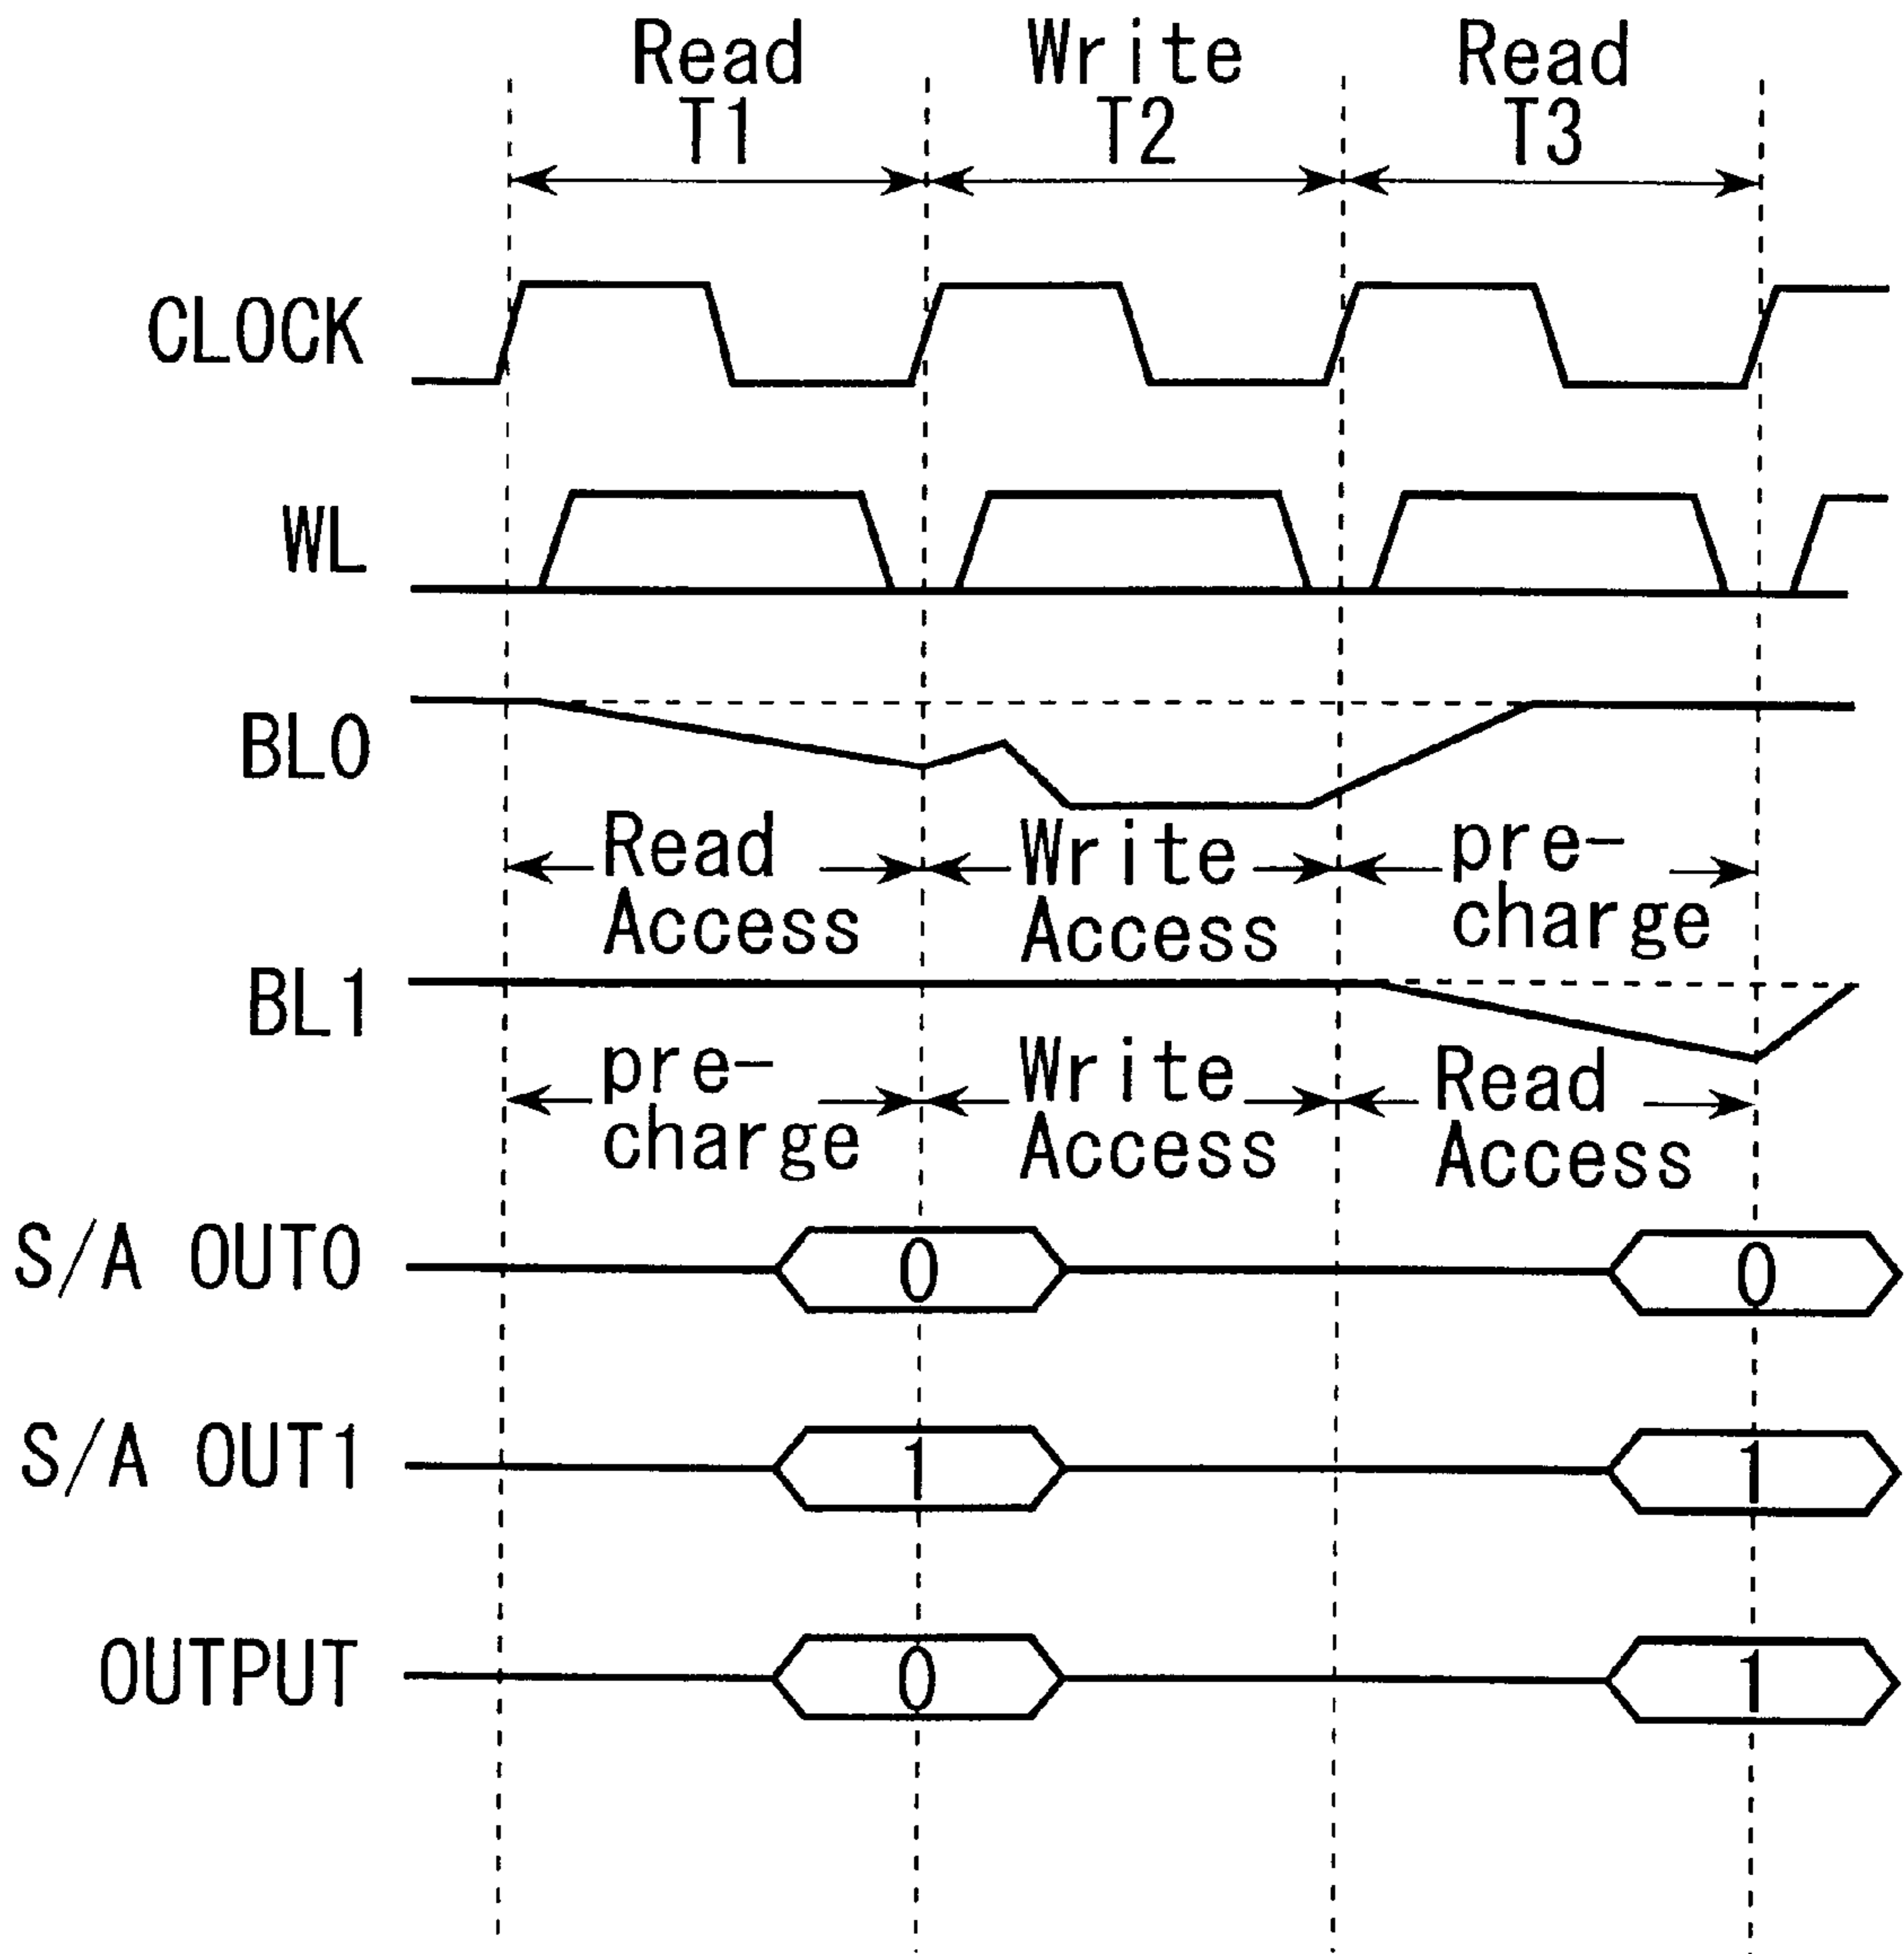 Read Write Read
T1 T2 T3
CLOCK
WL
BL0
Read Write pre-
Access Access charge
BL1
pre- Write Read
charge Access Access
S/A OUT0 0 0
S/A OUT1 1 1
OUTPUT 0 1